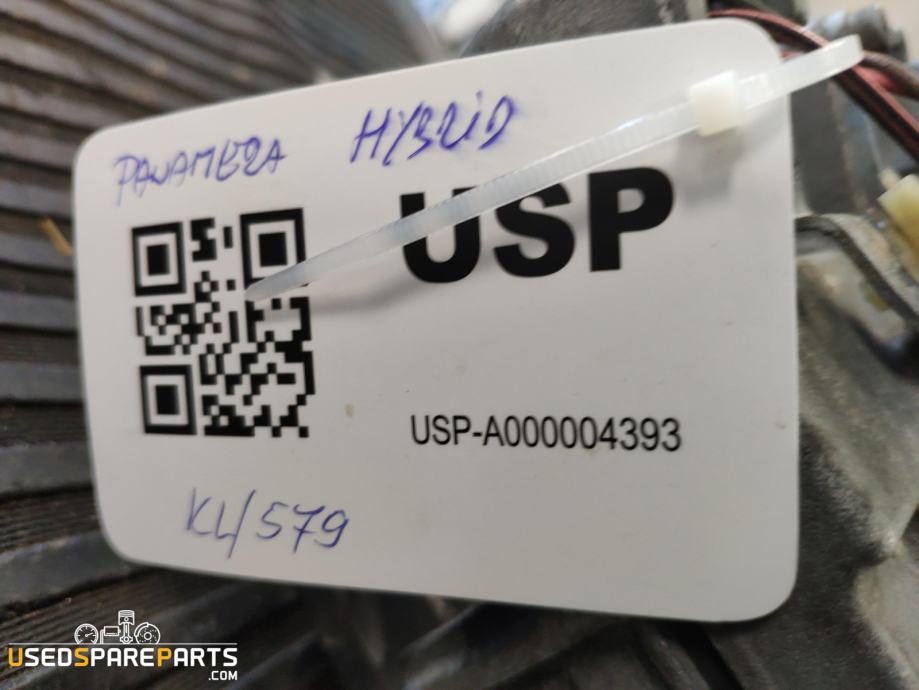 PANAMERA HYBRID
USP
USP-A000004393
KL/579
USEDSPAREPARTS
.COM